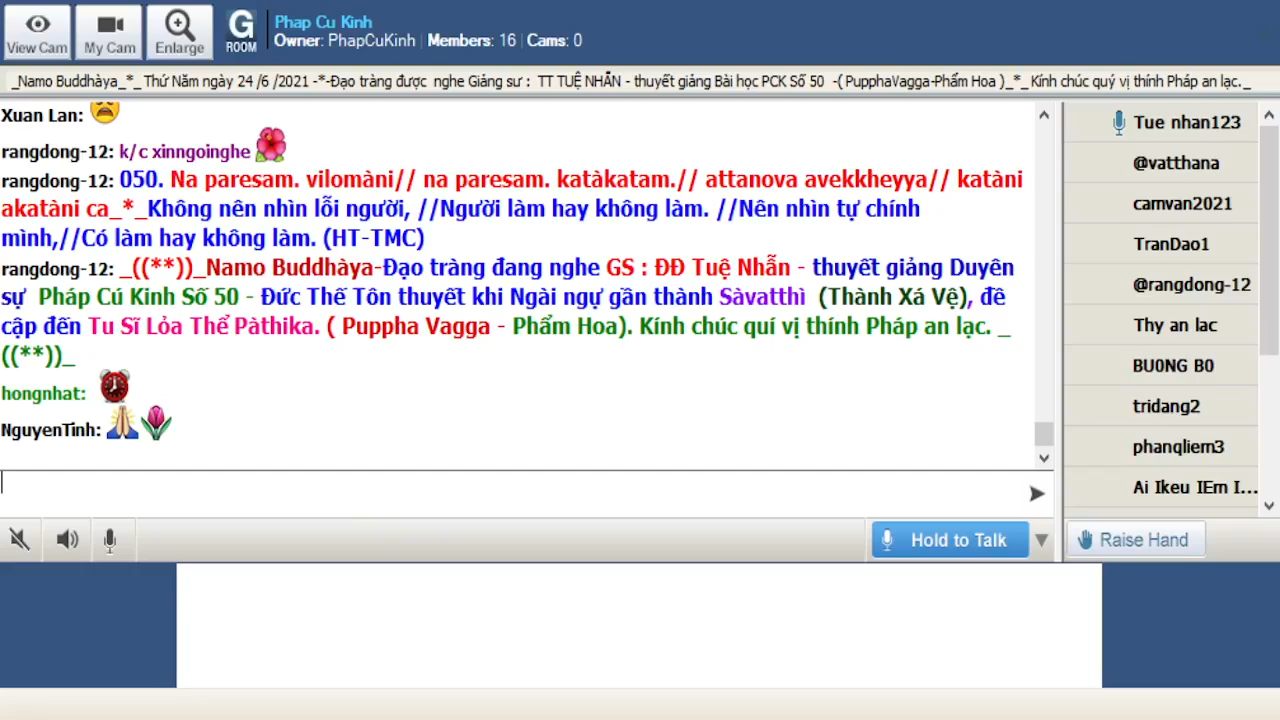 View Cam
My Cam
Enlarge
G
ROOM
Phap Cu Kinh
Owner: PhapCuKinh | Members: 16 | Cams: 0
_Namo Buddhàya_*_ Thứ Năm ngày 24 /6 /2021 -*-Đạo tràng được  nghe Giảng sư :  TT TUỆ NHẪN - thuyết giảng Bài học PCK Số 50  -( PupphaVagga-Phẩm Hoa )_*_ Kính chúc quý vị thính Pháp an lạc._
Xuan Lan:
rangdong-12: k/c xinngoinghe
rangdong-12: 050. Na paresam. vilomàni// na paresam. katàkatam.// attanova avekkheyya// katàni
akatàni ca_*_Không nên nhìn lỗi người, //Người làm hay không làm. //Nên nhìn tự chính
mình,//Có làm hay không làm. (HT-TMC)
rangdong-12: _((**))_Namo Buddhàya-Đạo tràng đang nghe GS : ĐĐ Tuệ Nhẫn - thuyết giảng Duyên
sự  Pháp Cú Kinh Số 50 - Đức Thế Tôn thuyết khi Ngài ngự gần thành Sàvatthì  (Thành Xá Vệ), đề
cập đến Tu Sĩ Lỏa Thể Pàthika. ( Puppha Vagga - Phẩm Hoa). Kính chúc quí vị thính Pháp an lạc. _
((**))_
hongnhat:
NguyenTinh:
Tue nhan123
@vatthana
camvan2021
TranDao1
@rangdong-12
Thy an lac
BU0NG B0
tridang2
phanqliem3
Ai Ikeu IEm I...
Hold to Talk
Raise Hand